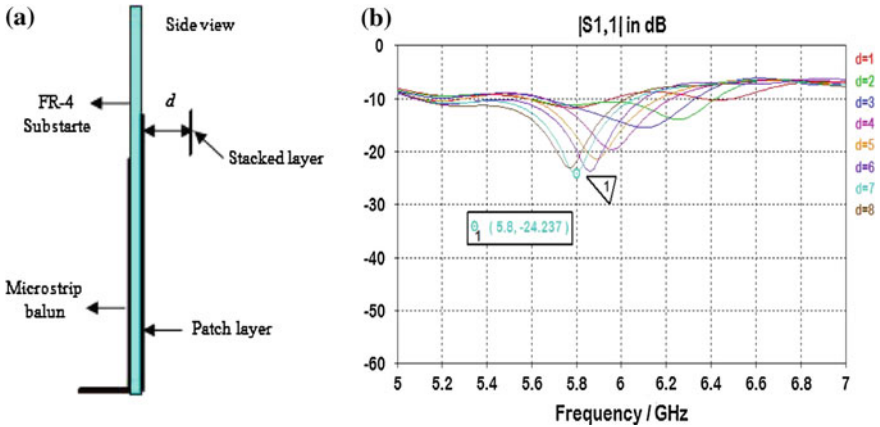 (a)
Side view
FR-4
Substarte
d
Stacked layer
Microstrip
balun
Patch layer
(b)
|S1,1| in dB
0
-10
-20
-30
-40
-50
-60
5
5.2
5.4
5.6
5.8
6
6.2
6.4
6.6
6.8
7
Frequency / GHz
1
1 ( 5.8, -24.237 )
d=1
d=2
d=3
d=4
d=5
d=6
d=7
d=8